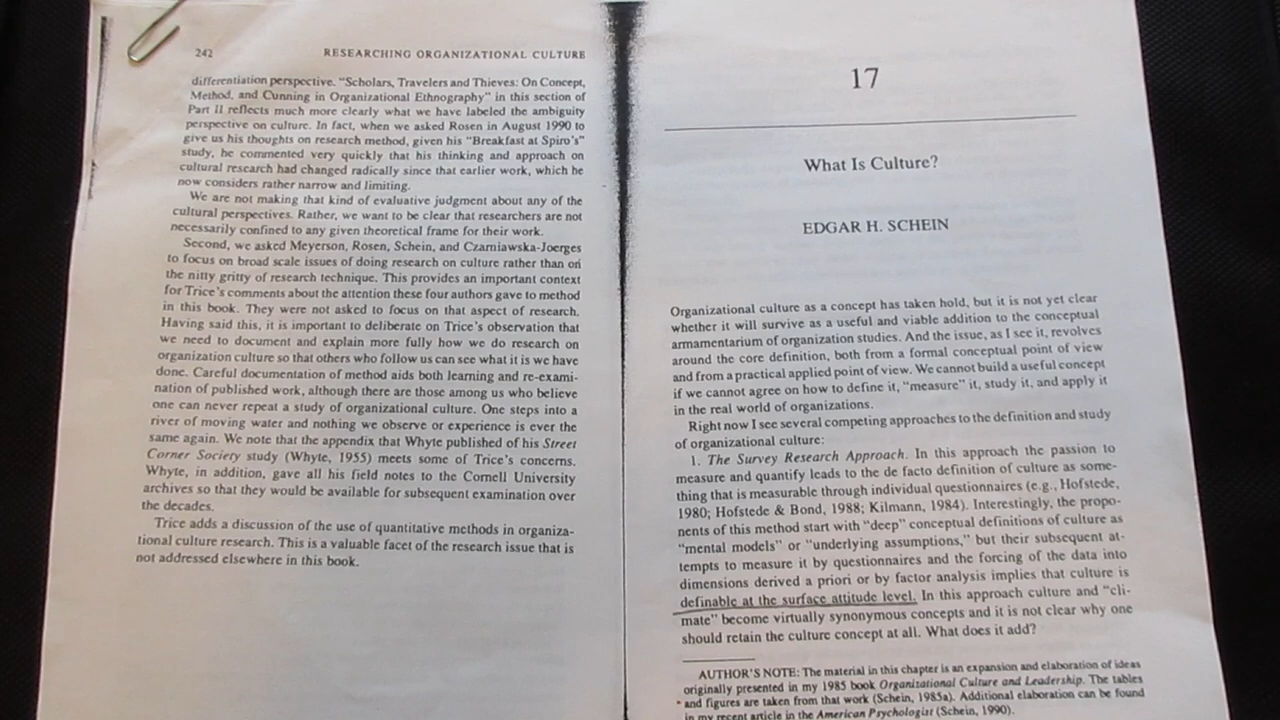 242 RESEARCHING ORGANIZATIONAL CULTURE
differentiation perspective. “Scholars, Travelers and Thieves: On Concept,
Method, and Cunning in Organizational Ethnography” in this section of
Part II reflects much more clearly what we have labeled the ambiguity
perspective on culture. In fact, when we asked Rosen in August 1990 to
give us his thoughts on research method, given his “Breakfast at Spiro’s”
study, he commented very quickly that his thinking and approach on
cultural research had changed radically since that earlier work, which he
now considers rather narrow and limiting.
We are not making that kind of evaluative judgment about any of the
cultural perspectives. Rather, we want to be clear that researchers are not
necessarily confined to any given theoretical frame for their work.
Second, we asked Meyerson, Rosen, Schein, and Czarniawska-Joerges
to focus on broad scale issues of doing research on culture rather than on
the nitty gritty of research technique. This provides an important context
for Trice’s comments about the attention these four authors gave to method
in this book. They were not asked to focus on that aspect of research.
Having said this, it is important to deliberate on Trice’s observation that
we need to document and explain more fully how we do research on
organization culture so that others who follow us can see what it is we have
done. Careful documentation of method aids both learning and re-exami-
nation of published work, although there are those among us who believe
one can never repeat a study of organizational culture. One steps into a
river of moving water and nothing we observe or experience is ever the
same again. We note that the appendix that Whyte published of his Street
Corner Society study (Whyte, 1955) meets some of Trice’s concerns.
Whyte, in addition, gave all his field notes to the Cornell University
archives so that they would be available for subsequent examination over
the decades.
Trice adds a discussion of the use of quantitative methods in organiza-
tional culture research. This is a valuable facet of the research issue that is
not addressed elsewhere in this book.
17
What Is Culture?
EDGAR H. SCHEIN
Organizational culture as a concept has taken hold, but it is not yet clear
whether it will survive as a useful and viable addition to the conceptual
armamentarium of organization studies. And the issue, as I see it, revolves
around the core definition, both from a formal conceptual point of view
and from a practical applied point of view. We cannot build a useful concept
if we cannot agree on how to define it, “measure” it, study it, and apply it
in the real world of organizations.
Right now I see several competing approaches to the definition and study
of organizational culture:
1. The Survey Research Approach. In this approach the passion to
measure and quantify leads to the de facto definition of culture as some-
thing that is measurable through individual questionnaires (e.g., Hofstede,
1980; Hofstede & Bond, 1988; Kilmann, 1984). Interestingly, the propo-
nents of this method start with “deep” conceptual definitions of culture as
“mental models” or “underlying assumptions,” but their subsequent at-
tempts to measure it by questionnaires and the forcing of the data into
dimensions derived a priori or by factor analysis implies that culture is
definable at the surface attitude level. In this approach culture and “cli-
mate” become virtually synonymous concepts and it is not clear why one
should retain the culture concept at all. What does it add?
AUTHOR’S NOTE: The material in this chapter is an expansion and elaboration of ideas
originally presented in my 1985 book Organizational Culture and Leadership. The tables
and figures are taken from that work (Schein, 1985a). Additional elaboration can be found
in my recent article in the American Psychologist (Schein, 1990).